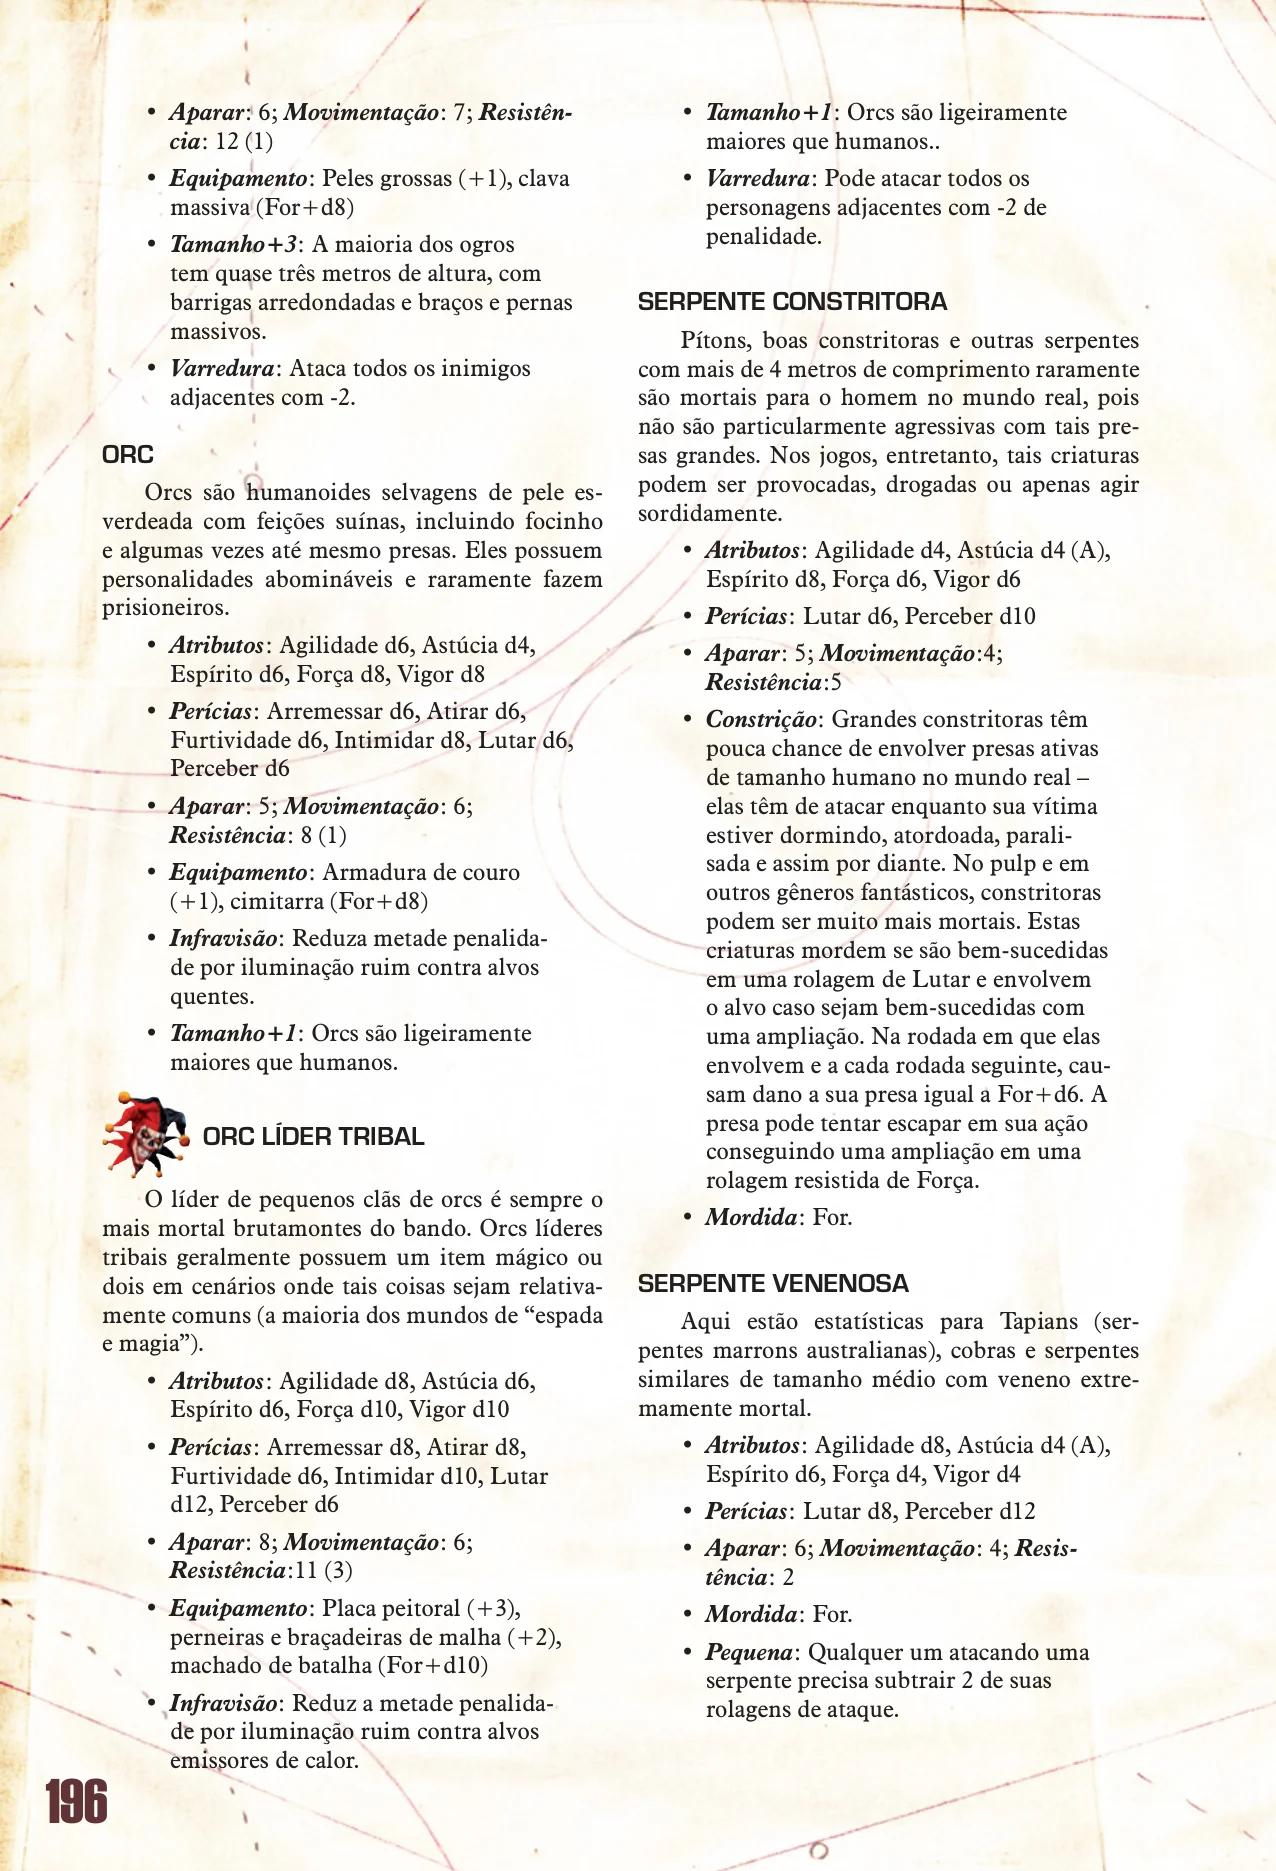 • Aparar: 6; Movimentação: 7; Resistên-
cia: 12 (1)
• Equipamento: Peles grossas (+1), clava
massiva (For+d8)
• Tamanho+3: A maioria dos ogros
tem quase três metros de altura, com
barrigas arredondadas e braços e pernas
massivos.
• Varredura: Ataca todos os inimigos
adjacentes com -2.
ORC
Orcs são humanoides selvagens de pele es-
verdeada com feições suínas, incluindo focinho
e algumas vezes até mesmo presas. Eles possuem
personalidades abomináveis e raramente fazem
prisioneiros.
• Atributos: Agilidade d6, Astúcia d4,
Espírito d6, Força d8, Vigor d8
• Perícias: Arremessar d6, Atirar d6,
Furtividade d6, Intimidar d8, Lutar d6,
Perceber d6
• Aparar: 5; Movimentação: 6;
Resistência: 8 (1)
• Equipamento: Armadura de couro
(+1), cimitarra (For+d8)
• Infravisão: Reduza metade penalida-
de por iluminação ruim contra alvos
quentes.
• Tamanho+1: Orcs são ligeiramente
maiores que humanos.
ORC LÍDER TRIBAL
O líder de pequenos clãs de orcs é sempre o
mais mortal brutamontes do bando. Orcs líderes
tribais geralmente possuem um item mágico ou
dois em cenários onde tais coisas sejam relativa-
mente comuns (a maioria dos mundos de “espada
e magia”).
• Atributos: Agilidade d8, Astúcia d6,
Espírito d6, Força d10, Vigor d10
• Perícias: Arremessar d8, Atirar d8,
Furtividade d6, Intimidar d10, Lutar
d12, Perceber d6
• Aparar: 8; Movimentação: 6;
Resistência:11 (3)
• Equipamento: Placa peitoral (+3),
perneiras e braçadeiras de malha (+2),
machado de batalha (For+d10)
• Infravisão: Reduz a metade penalida-
de por iluminação ruim contra alvos
emissores de calor.
• Tamanho+1: Orcs são ligeiramente
maiores que humanos..
• Varredura: Pode atacar todos os
personagens adjacentes com -2 de
penalidade.
SERPENTE CONSTRITORA
Pítons, boas constritoras e outras serpentes
com mais de 4 metros de comprimento raramente
são mortais para o homem no mundo real, pois
não são particularmente agressivas com tais pre-
sas grandes. Nos jogos, entretanto, tais criaturas
podem ser provocadas, drogadas ou apenas agir
sordidamente.
• Atributos: Agilidade d4, Astúcia d4 (A),
Espírito d8, Força d6, Vigor d6
• Perícias: Lutar d6, Perceber d10
• Aparar: 5; Movimentação:4;
Resistência:5
• Constrição: Grandes constritoras têm
pouca chance de envolver presas ativas
de tamanho humano no mundo real –
elas têm de atacar enquanto sua vítima
estiver dormindo, atordoada, parali-
sada e assim por diante. No pulp e em
outros gêneros fantásticos, constritoras
podem ser muito mais mortais. Estas
criaturas mordem se são bem-sucedidas
em uma rolagem de Lutar e envolvem
o alvo caso sejam bem-sucedidas com
uma ampliação. Na rodada em que elas
envolvem e a cada rodada seguinte, cau-
sam dano a sua presa igual a For+d6. A
presa pode tentar escapar em sua ação
conseguindo uma ampliação em uma
rolagem resistida de Força.
• Mordida: For.
SERPENTE VENENOSA
Aqui estão estatísticas para Tapians (ser-
pentes marrons australianas), cobras e serpentes
similares de tamanho médio com veneno extre-
mamente mortal.
• Atributos: Agilidade d8, Astúcia d4 (A),
Espírito d6, Força d4, Vigor d4
• Perícias: Lutar d8, Perceber d12
• Aparar: 6; Movimentação: 4; Resis-
tência: 2
• Mordida: For.
• Pequena: Qualquer um atacando uma
serpente precisa subtrair 2 de suas
rolagens de ataque.
196